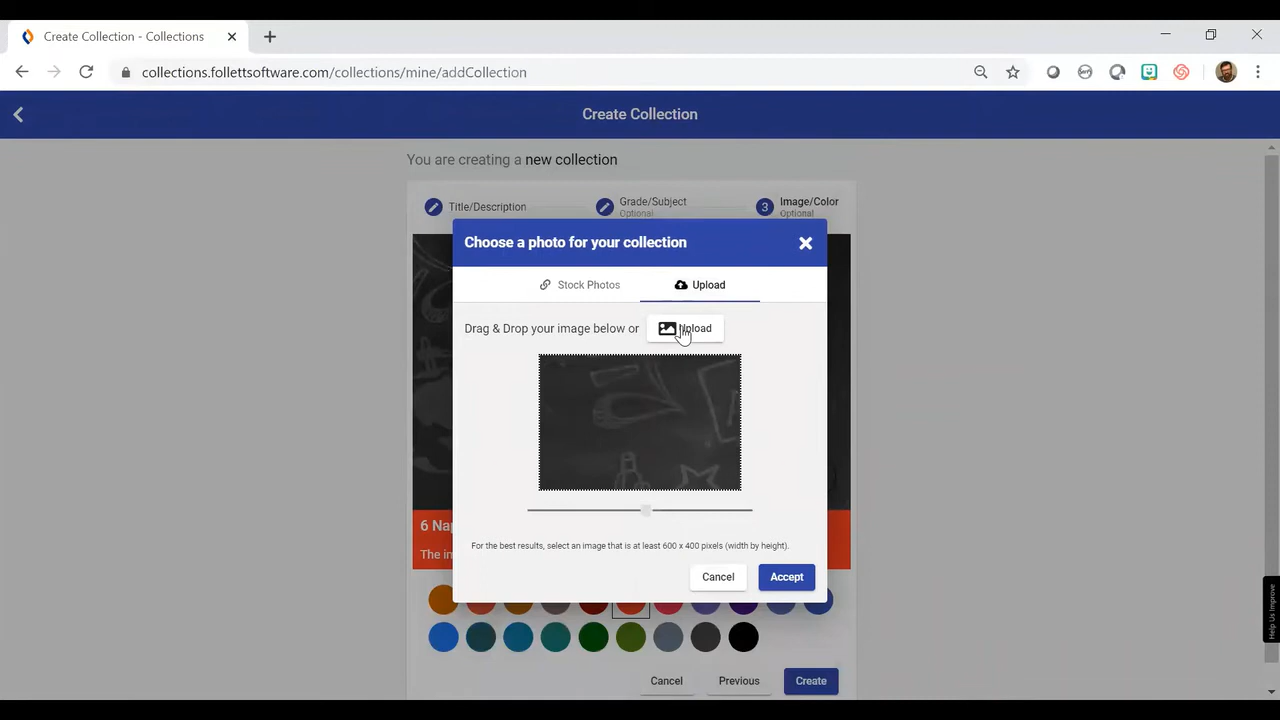 Create Collection - Collections
collections.follettsoftware.com/collections/mine/addCollection
Create Collection
You are creating a new collection
Title/Description
Grade/Subject
Optional
3
Image/Color
Optional
Choose a photo for your collection
Stock Photos
Upload
Drag & Drop your image below or
Upload
6 Nap
The in
For the best results, select an image that is at least 600 x 400 pixels (width by height).
Cancel
Accept
Cancel
Previous
Create
Help Us Improve